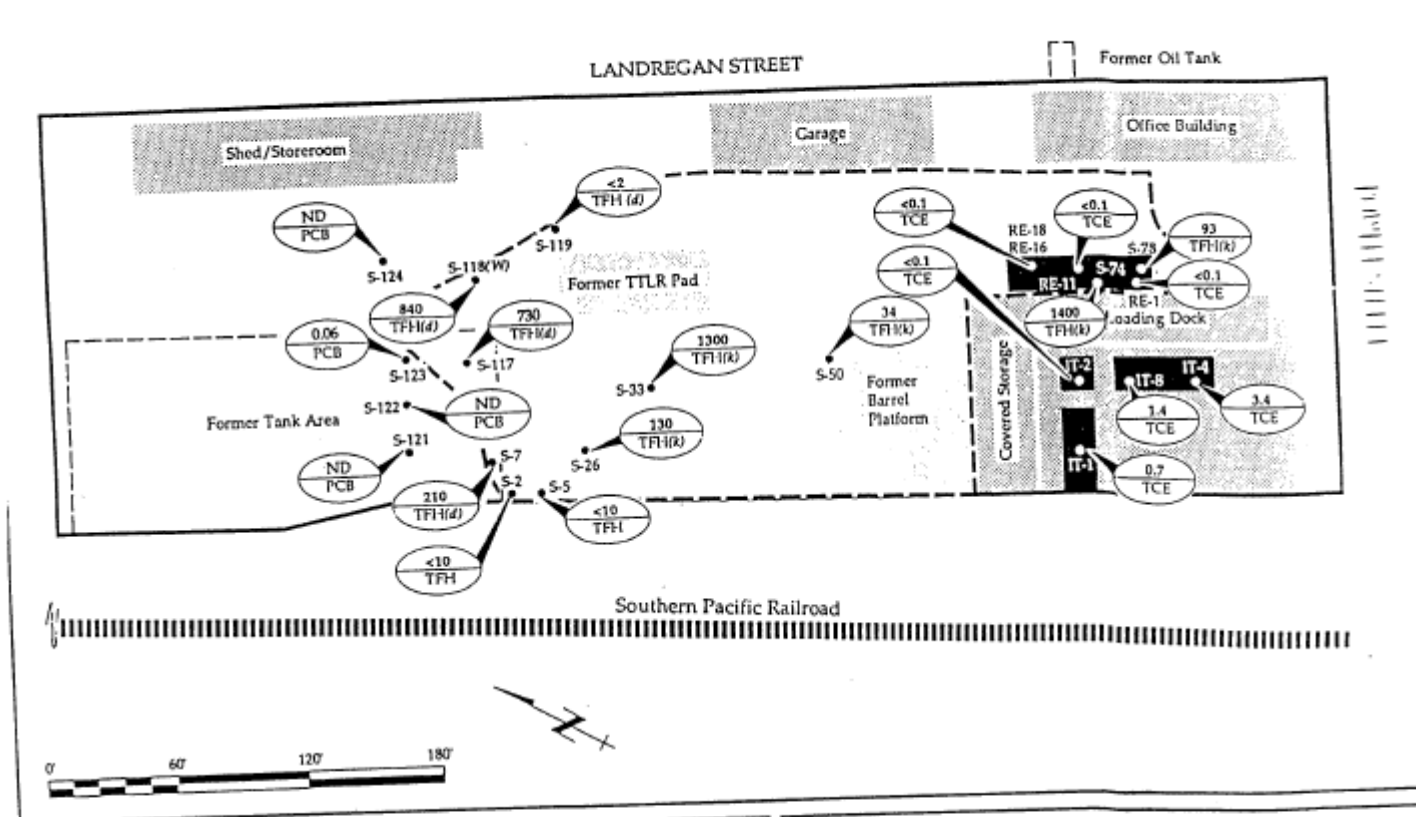 LANDREGAN STREET
Former Oil Tank
Shed/Storeroom
Garage
Office Building
<2
TFH (d)
ND
PCB
S-119
S-124
S-118(W)
<0.1
TCE
<0.1
TCE
RE-18
RE-16
S-73
93
TFH(k)
<0.1
TCE
S-74
RE-11
<0.1
TCE
RE-1
Former TTLR Pad
840
TFH(d)
730
TFH(d)
34
TFH(k)
1400
TFH(k)
Loading Dock
0.06
PCB
S-123
S-117
1300
TFH(k)
S-33
S-50
Former
Barrel
Platform
Covered Storage
IT-2
IT-8
IT-4
Former Tank Area
S-122
ND
PCB
130
TFH(k)
S-26
3.4
TCE
3.4
TCE
S-121
ND
PCB
S-7
S-2
S-5
IT-1
0.7
TCE
210
TFH(d)
<10
TFH
<10
TFH
Southern Pacific Railroad
N
0'
60'
120'
180'